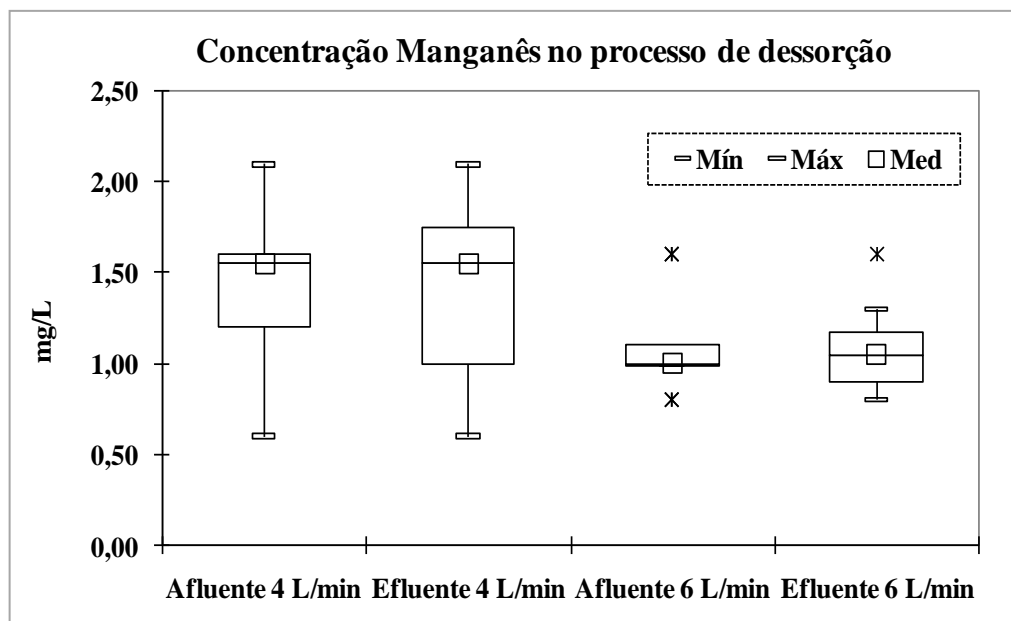 Concentração Manganês no processo de dessorção
2,50
2,00
1,50
1,00
0,50
0,00
mg/L
Mín Máx Med
Afluente 4 L/min Efluente 4 L/min Afluente 6 L/min Efluente 6 L/min